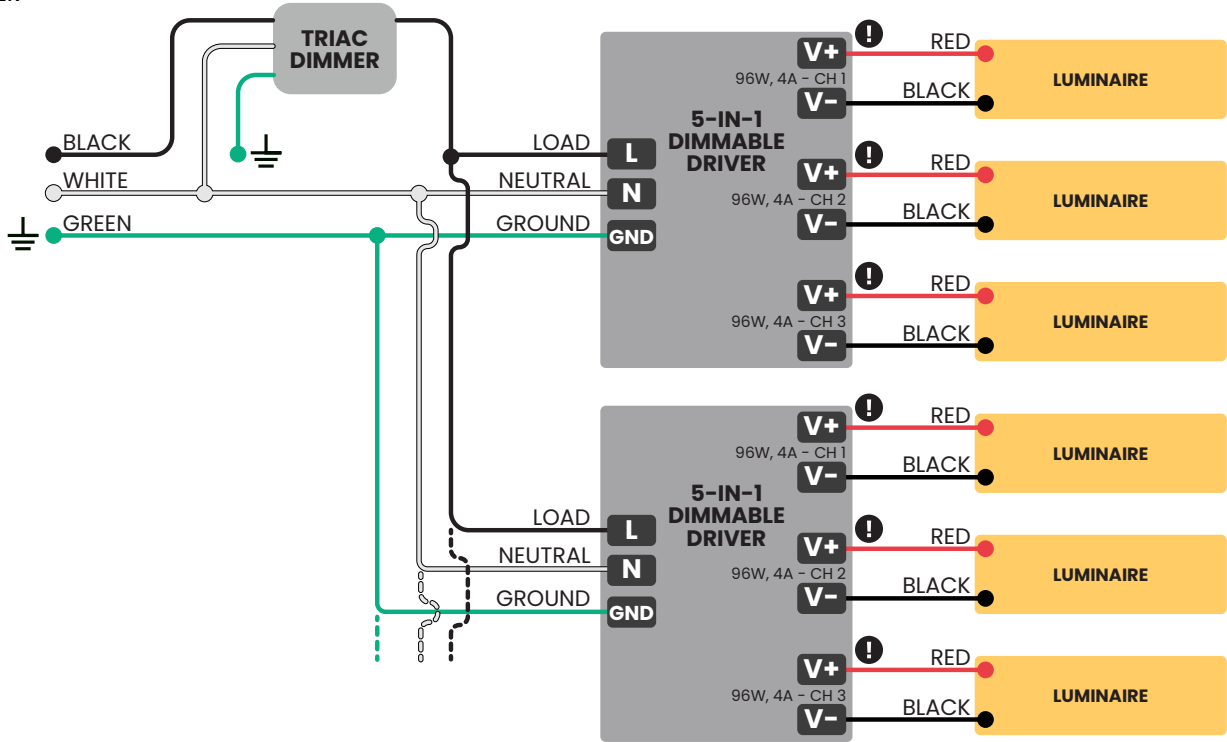 TRIAC
DIMMER
BLACK
WHITE
GREEN
LOAD
NEUTRAL
GROUND
L
N
GND
5-IN-1
DIMMABLE
DRIVER
V+
96W, 4A - CH 1
V-
V+
96W, 4A - CH 2
V-
V+
96W, 4A - CH 3
V-
!
RED
BLACK
LUMINAIRE
!
RED
BLACK
LUMINAIRE
!
RED
BLACK
LUMINAIRE
LOAD
NEUTRAL
GROUND
L
N
GND
5-IN-1
DIMMABLE
DRIVER
V+
96W, 4A - CH 1
V-
V+
96W, 4A - CH 2
V-
V+
96W, 4A - CH 3
V-
!
RED
BLACK
LUMINAIRE
!
RED
BLACK
LUMINAIRE
!
RED
BLACK
LUMINAIRE